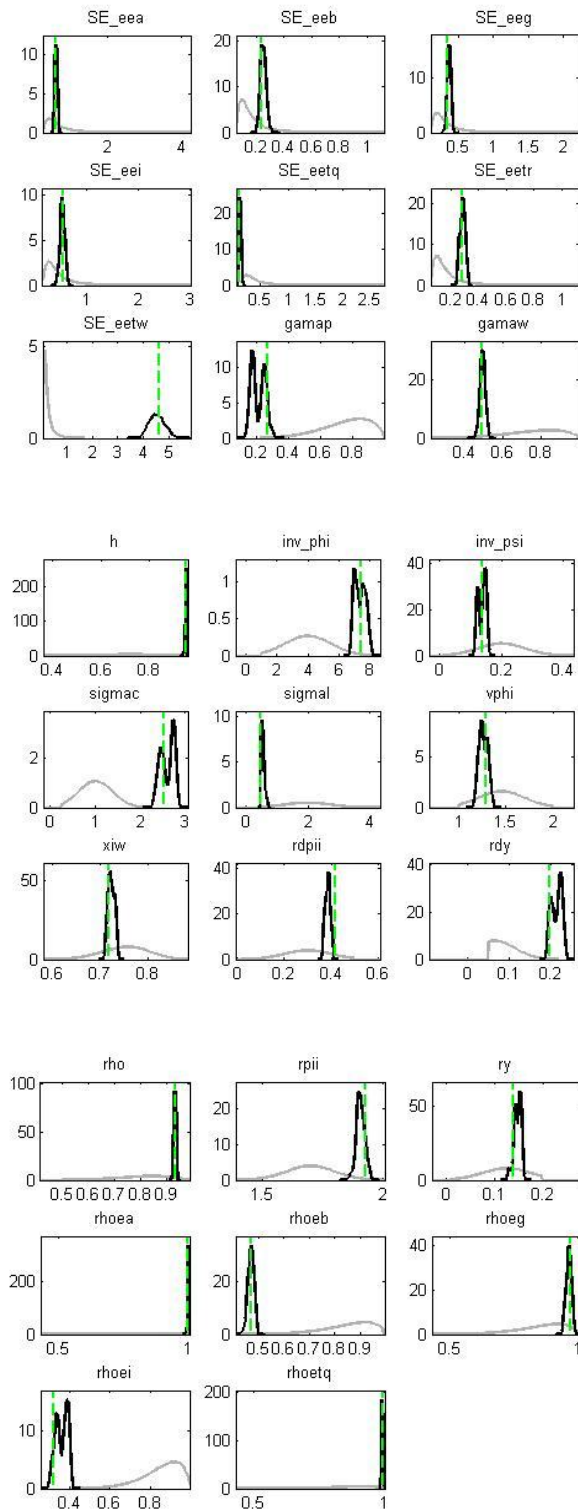 SE_eea SE_eeb SE_eeg
10 5 0 2 4
20 15 10 5 0 0.2 0.4 0.6 0.8 1
15 10 5 0 0.5 1 1.5 2
SE_eei SE_eetq SE_eetr
10 5 0 1 2 3
20 10 0 0.5 1 1.5 2 2.5
20 10 0 0.2 0.4 0.6 0.8 1
SE_eetw gamap gamaw
5 0 1 2 3 4 5
10 5 0 0.2 0.4 0.6 0.8 1
20 0 0.4 0.6 0.8 1
h inv_phi inv_psi
200 100 0 0.4 0.6 0.8
1 0.5 0 0 2 4 6 8
40 20 0 0 0.2 0.4
sigmac sigmal vphi
2 0 0 1 2 3
10 5 0 0 2 4
5 0 1 1.5 2
xiw rdpii rdy
50 0 0.6 0.7 0.8
40 20 0 0 0.2 0.4 0.6
40 20 0 0 0.1 0.2
rho rpii ry
100 50 0 0.5 0.6 0.7 0.8 0.9
20 10 0 1.5 2
50 0 0 0.1 0.2
rhoea rhoeb rhoeg
200 0 0.5 1
20 0 0.5 0.6 0.7 0.8 0.9
40 20 0 0.5 1
rhoei rhoetq
10 0 0.4 0.6 0.8
200 100 0 0.5 1